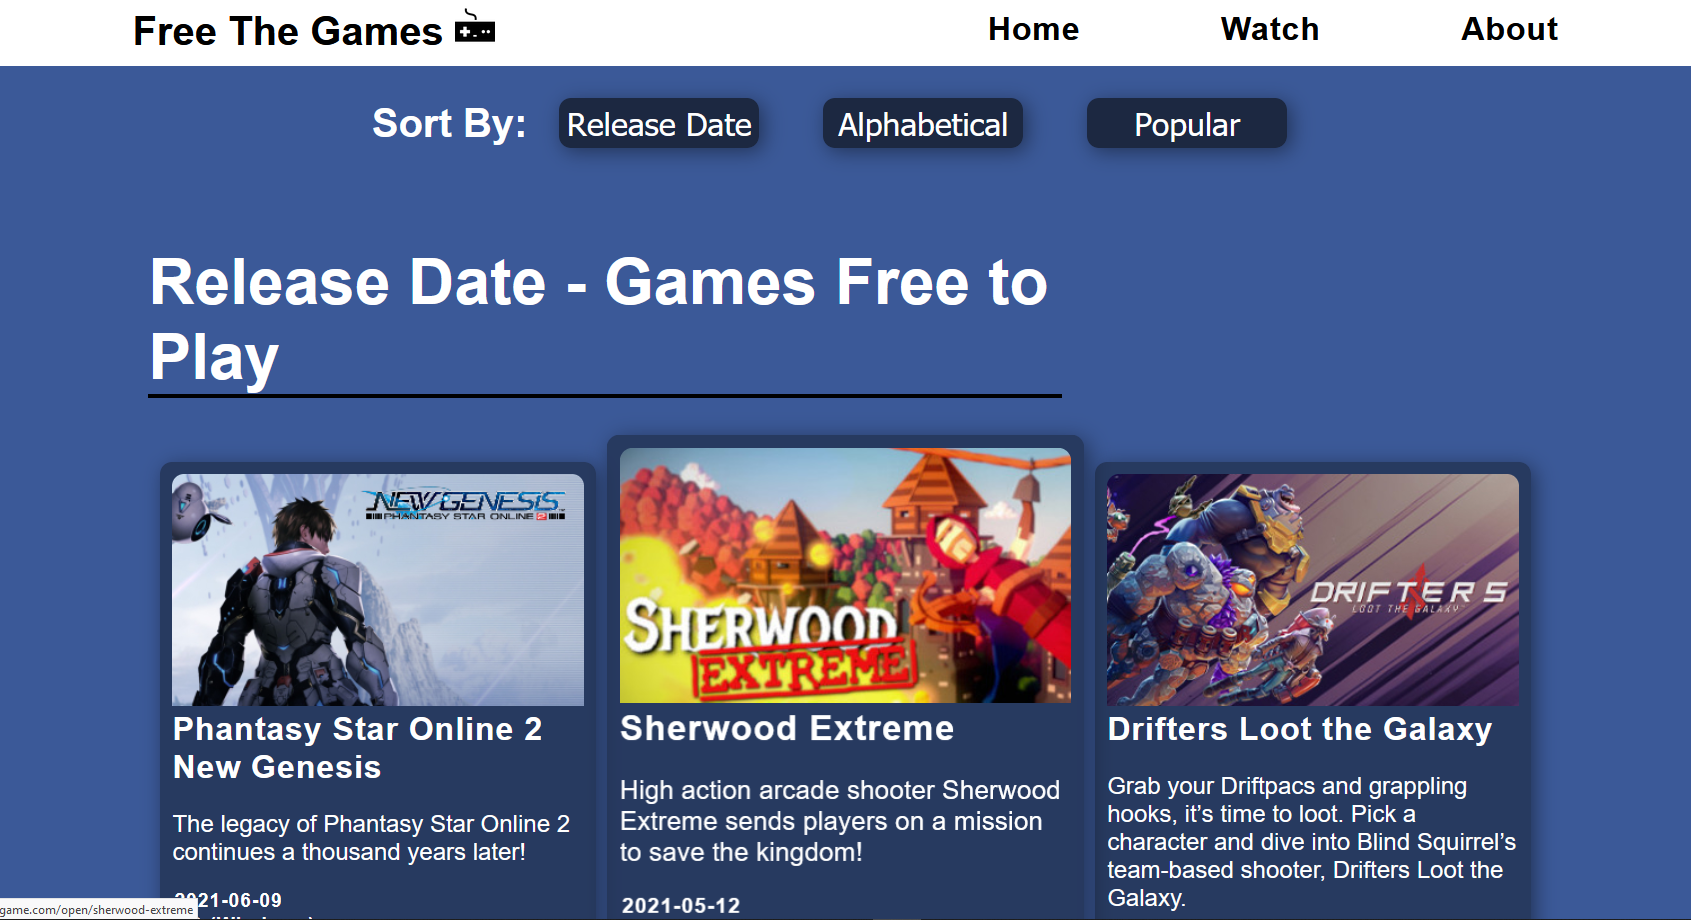 Free The Games
Home
Watch
About
Sort By:
Release Date
Alphabetical
Popular
Release Date - Games Free to
Play
NEW GENESIS
PHANTASY STAR ONLINE 2
SHERWOOD
EXTREME
DRIFTERS
LOOT THE GALAXY
Phantasy Star Online 2
New Genesis
The legacy of Phantasy Star Online 2
continues a thousand years later!
2021-06-09
Sherwood Extreme
High action arcade shooter Sherwood
Extreme sends players on a mission
to save the kingdom!
2021-05-12
Drifters Loot the Galaxy
Grab your Driftpacs and grappling
hooks, it’s time to loot. Pick a
character and dive into Blind Squirrel’s
team-based shooter, Drifters Loot the
Galaxy.
game.com/open/sherwood-extreme